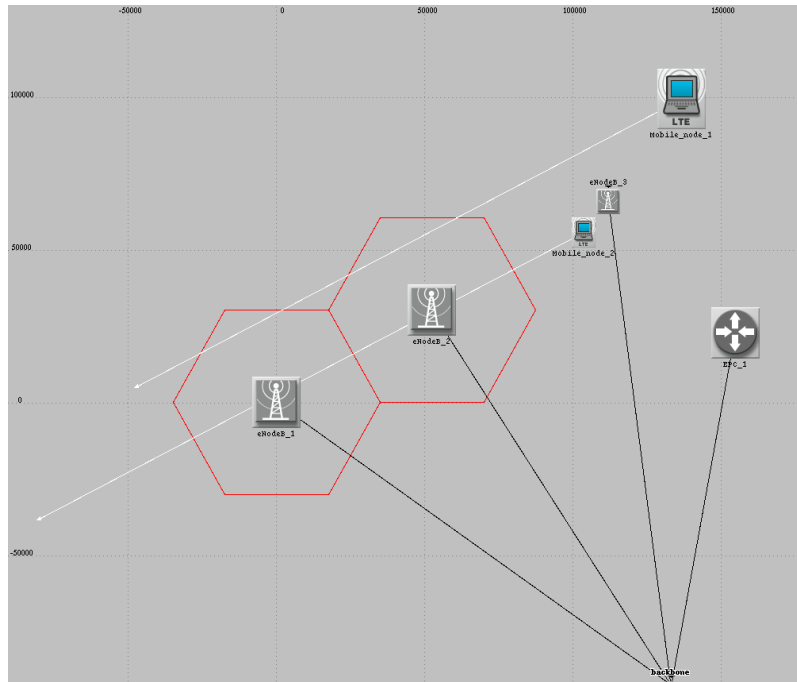 -50000
0
50000
100000
150000
100000
LTE
Mobile_node_1
eNodeB_3
50000
LTE
Mobile_node_2
eNodeB_2
EPC_1
0
eNodeB_1
-50000
backbone